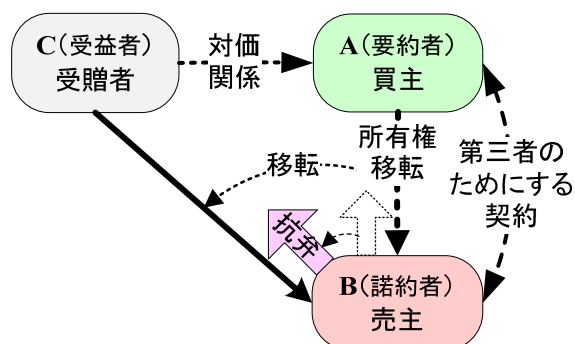 C（受益者）
受贈者
対価
関係
A（要約者）
買主
所有権
移転
第三者の
ためにする
契約
移転
抗弁
B（諾約者）
売主